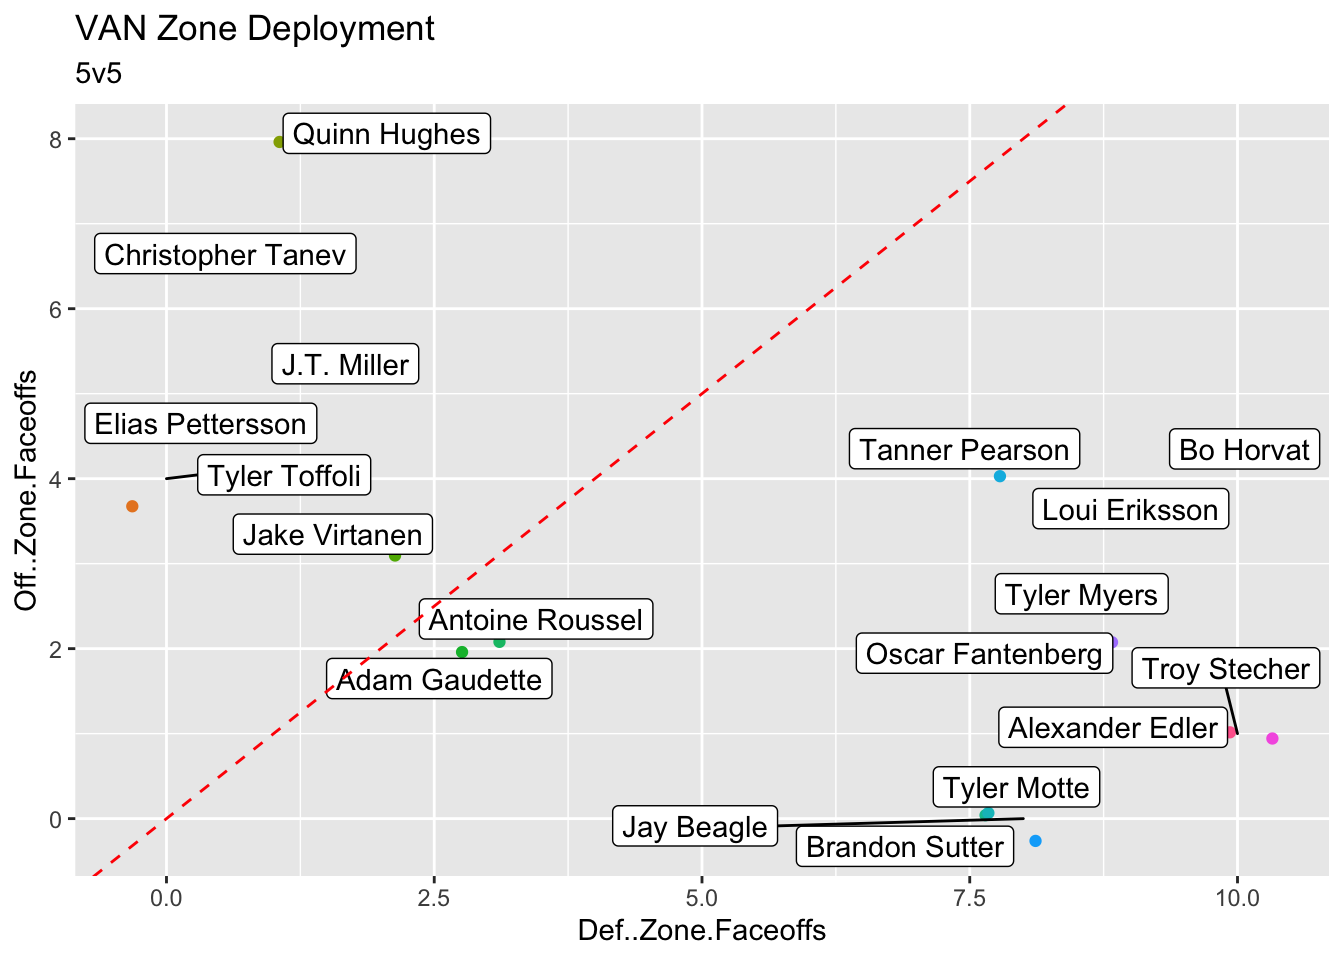 VAN Zone Deployment
5v5
Off..Zone.Faceoffs
8
6
4
2
0
Quinn Hughes
Christopher Tanev
J.T. Miller
Elias Pettersson
Tyler Toffoli
Jake Virtanen
Antoine Roussel
Adam Gaudette
Tanner Pearson
Bo Horvat
Loui Eriksson
Tyler Myers
Oscar Fantenberg
Troy Stecher
Alexander Edler
Tyler Motte
Jay Beagle
Brandon Sutter
0.0
2.5
5.0
7.5
10.0
Def..Zone.Faceoffs